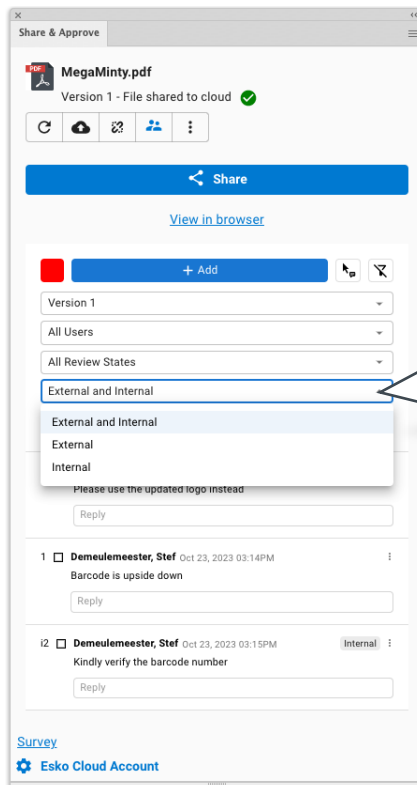 Share & Approve
PDF
MegaMinty.pdf
Version 1 - File shared to cloud
Share
View in browser
+ Add
Version 1
All Users
All Review States
External and Internal
External and Internal
External
Internal
Please use the updated logo instead
Reply
1 Demeulemeester, Stef Oct 23, 2023 03:14PM
Barcode is upside down
Reply
i2 Demeulemeester, Stef Oct 23, 2023 03:15PM Internal
Kindly verify the barcode number
Reply
Survey
Esko Cloud Account